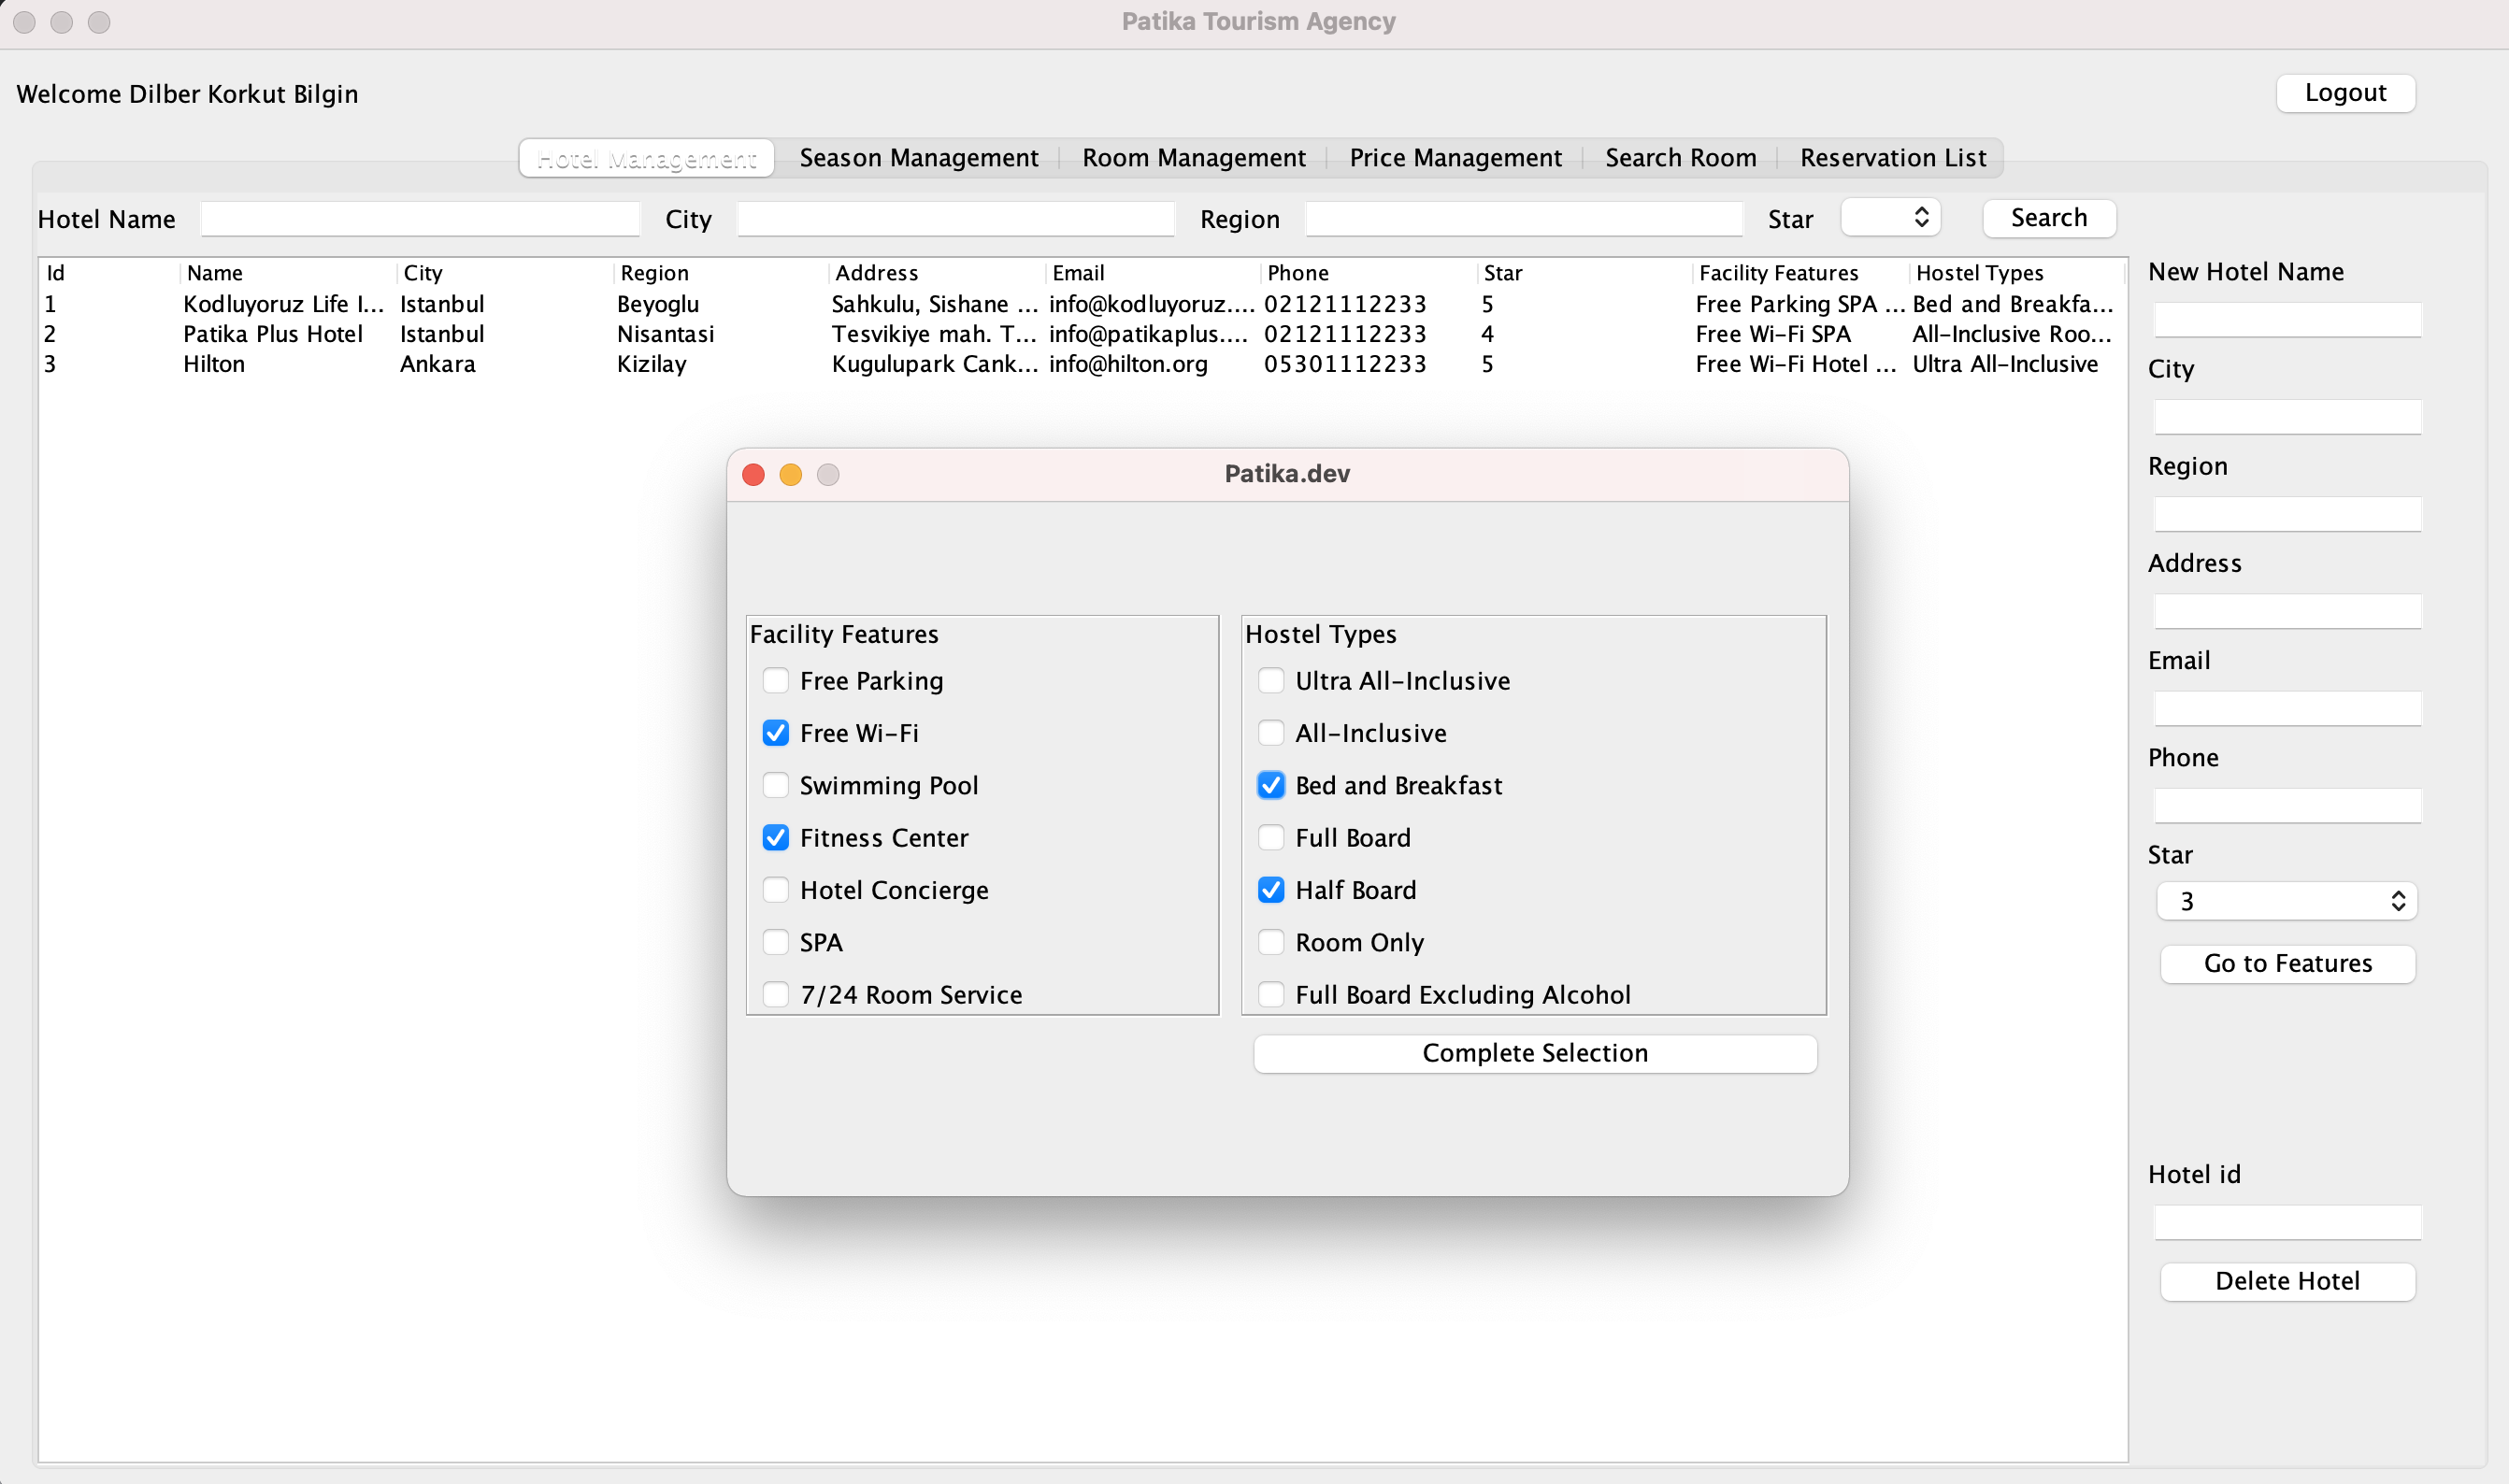 Patika Tourism Agency
Welcome Dilber Korkut Bilgin
Logout
Hotel Management Season Management Room Management Price Management Search Room Reservation List
Hotel Name City Region Star Search
Id Name City Region Address Email Phone Star Facility Features Hostel Types
1 Kodluyoruz Life I... Istanbul Beyoglu Sahkulu, Sishane ... info@kodluyoruz.... 02121112233 5 Free Parking SPA ... Bed and Breakfa...
2 Patika Plus Hotel Istanbul Nisantasi Tesvikiye mah. T... info@patikaplus.... 02121112233 4 Free Wi-Fi SPA All-Inclusive Roo...
3 Hilton Ankara Kizilay Kugulupark Cank... info@hilton.org 05301112233 5 Free Wi-Fi Hotel ... Ultra All-Inclusive
Patika.dev
Facility Features
Free Parking
Free Wi-Fi
Swimming Pool
Fitness Center
Hotel Concierge
SPA
7/24 Room Service
Hostel Types
Ultra All-Inclusive
All-Inclusive
Bed and Breakfast
Full Board
Half Board
Room Only
Full Board Excluding Alcohol
Complete Selection
New Hotel Name
City
Region
Address
Email
Phone
Star
3
Go to Features
Hotel id
Delete Hotel